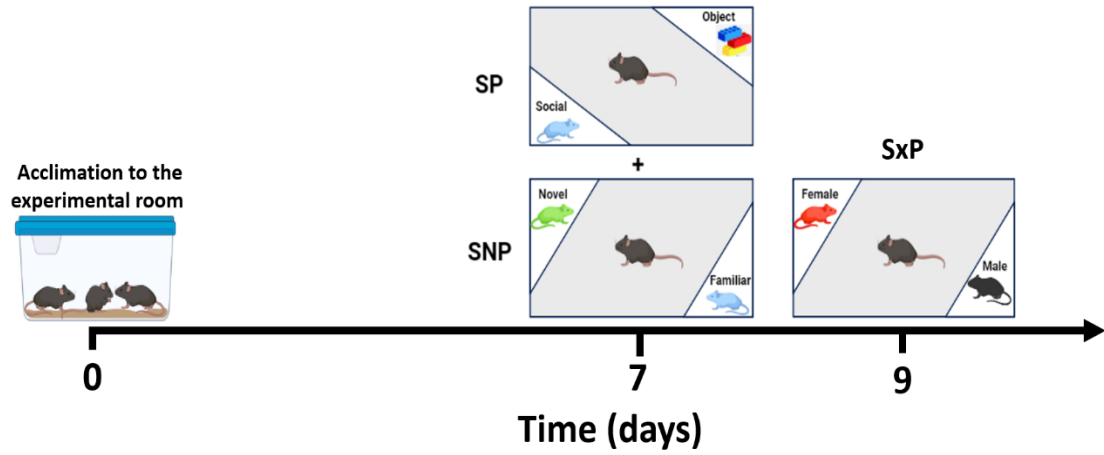 Acclimation to the
experimental room
SP
Object
Social
+
SNP
Novel
Familiar
SxP
Female
Male
0
7
9
Time (days)